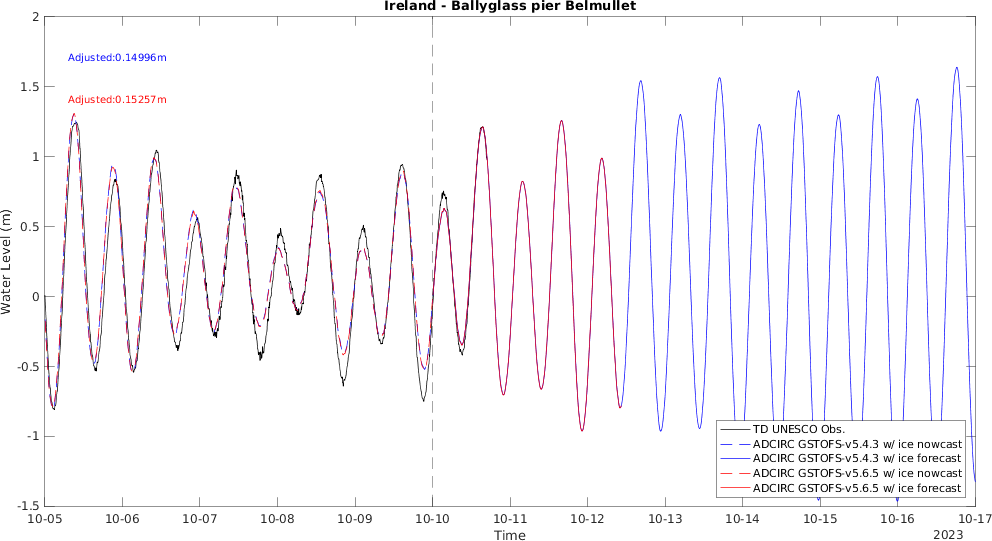 Ireland - Ballyglass pier Belmullet
2
1.5
1
0.5
0
-0.5
-1
-1.5
Water Level (m)
Adjusted:0.14996m
Adjusted:0.15257m
TD UNESCO Obs.
ADCIRC GSTOFS-v5.4.3 w/ ice nowcast
ADCIRC GSTOFS-v5.4.3 w/ ice forecast
ADCIRC GSTOFS-v5.6.5 w/ ice nowcast
ADCIRC GSTOFS-v5.6.5 w/ ice forecast
10-05 10-06 10-07 10-08 10-09 10-10 10-11 10-12 10-13 10-14 10-15 10-16 10-17
Time
2023